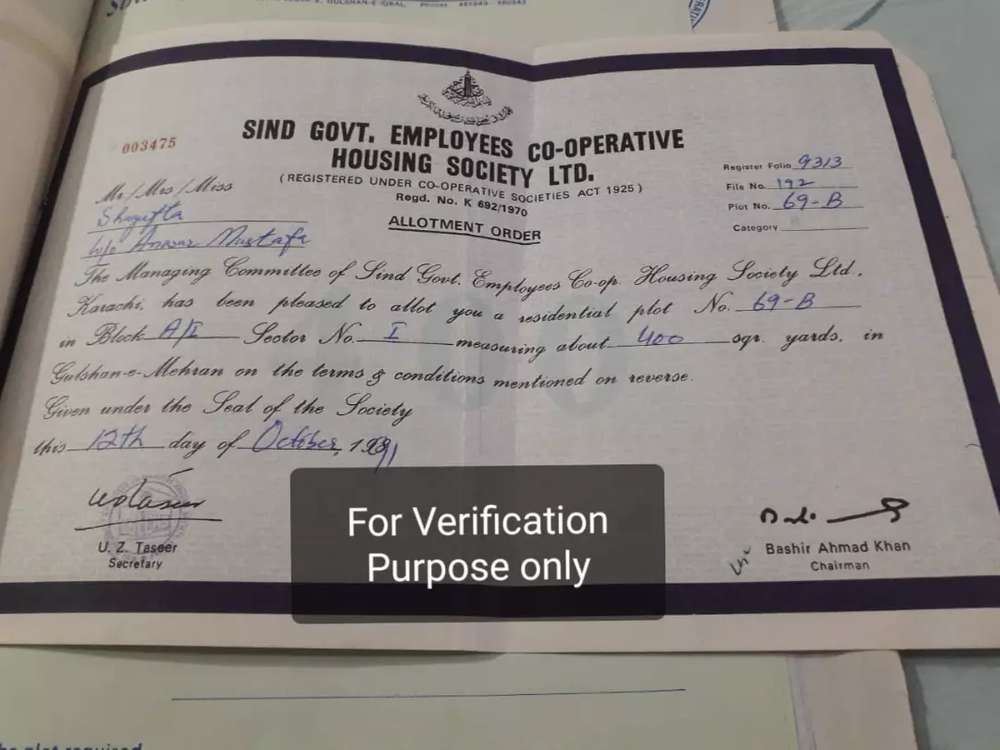 003475
SIND GOVT. EMPLOYEES CO-OPERATIVE
HOUSING SOCIETY LTD.
(REGISTERED UNDER CO-OPERATIVE SOCIETIES ACT 1925)
Regd. No. K 692/1970
ALLOTMENT ORDER
Register Folio 9313
File No. 192
Plot No. 69-B
Category
Mr/Mrs/Miss
Shugufta
w/o Anwar Mustafa
The Managing Committee of Sind Govt. Employees Co-op. Housing Society Ltd.,
Karachi, has been pleased to allot you a residential plot No. 69-B
in Block A/I Sector No. I measuring about 400 sqr. yards, in
Gulshan-e-Mehran on the terms & conditions mentioned on reverse.
Given under the Seal of the Society
this 12th day of October, 1991
U. Z. Taseer
Secretary
Bashir Ahmad Khan
Chairman
For Verification
Purpose only